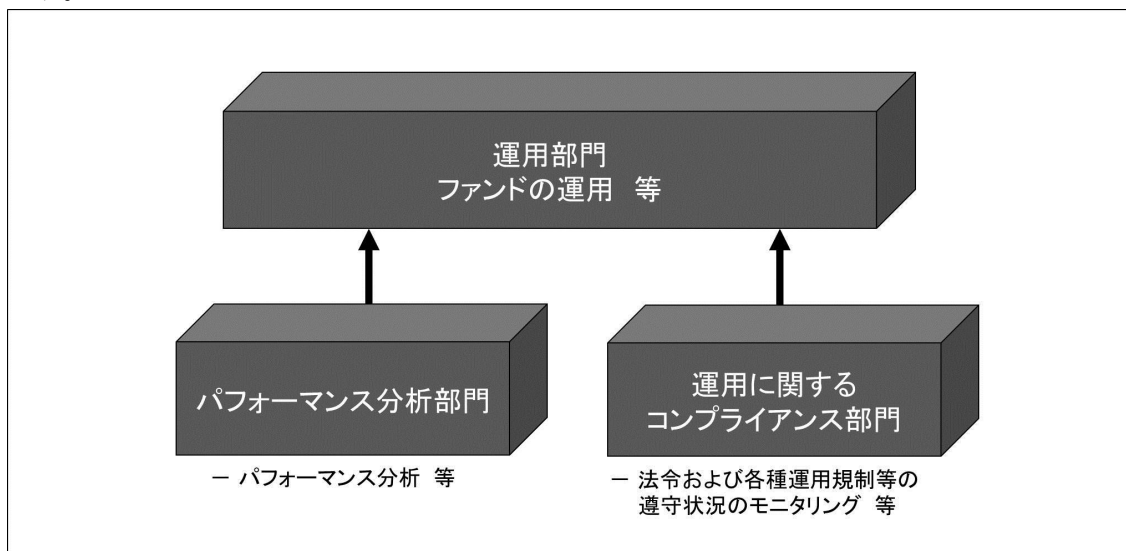 運用部門
ファンドの運用 等
パフォーマンス分析部門
－ パフォーマンス分析 等
運用に関する
コンプライアンス部門
－ 法令および各種運用規制等の
遵守状況のモニタリング 等